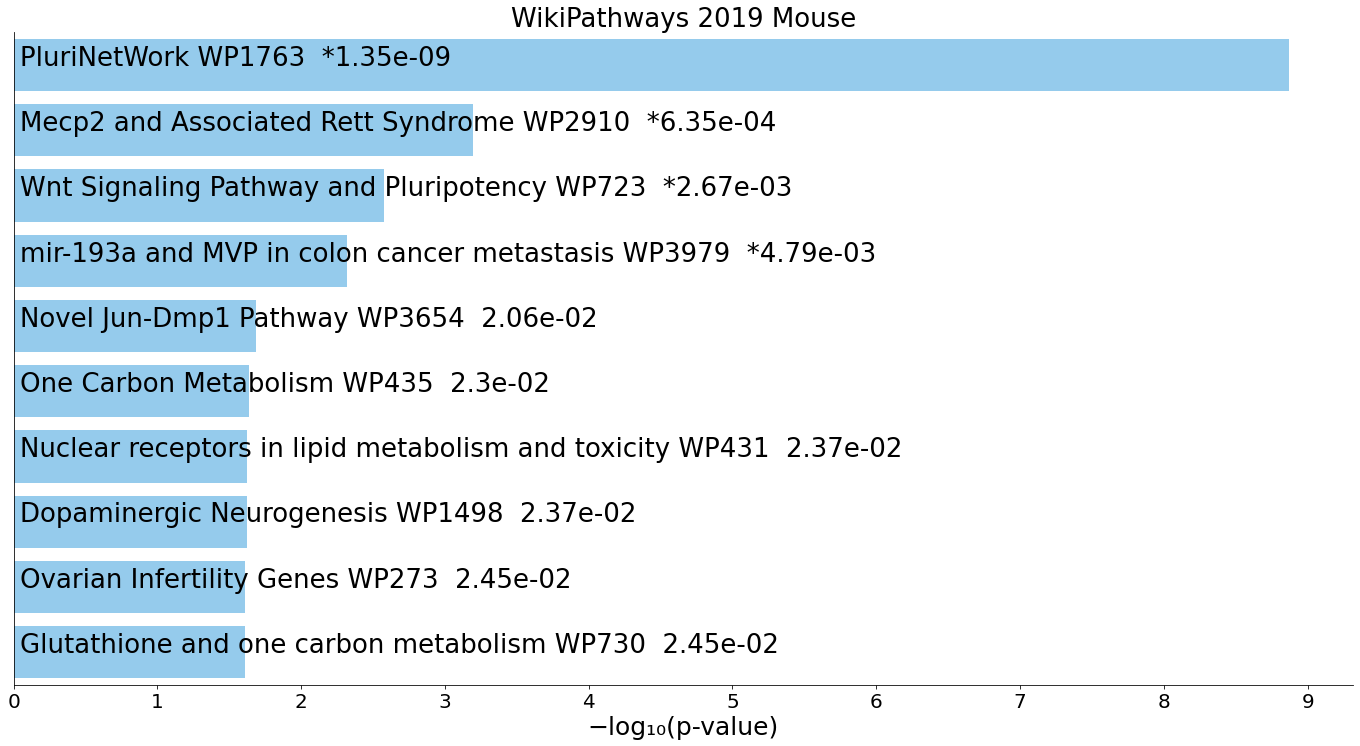 WikiPathways 2019 Mouse
PluriNetWork WP1763  *1.35e-09
Mecp2 and Associated Rett Syndrome WP2910  *6.35e-04
Wnt Signaling Pathway and Pluripotency WP723  *2.67e-03
mir-193a and MVP in colon cancer metastasis WP3979  *4.79e-03
Novel Jun-Dmp1 Pathway WP3654  2.06e-02
One Carbon Metabolism WP435  2.3e-02
Nuclear receptors in lipid metabolism and toxicity WP431  2.37e-02
Dopaminergic Neurogenesis WP1498  2.37e-02
Ovarian Infertility Genes WP273  2.45e-02
Glutathione and one carbon metabolism WP730  2.45e-02
0 1 2 3 4 5 6 7 8 9
−log₁₀(p-value)